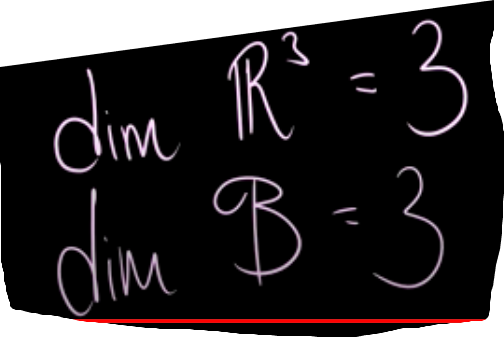 dim ℝ³ = 3
dim B = 3